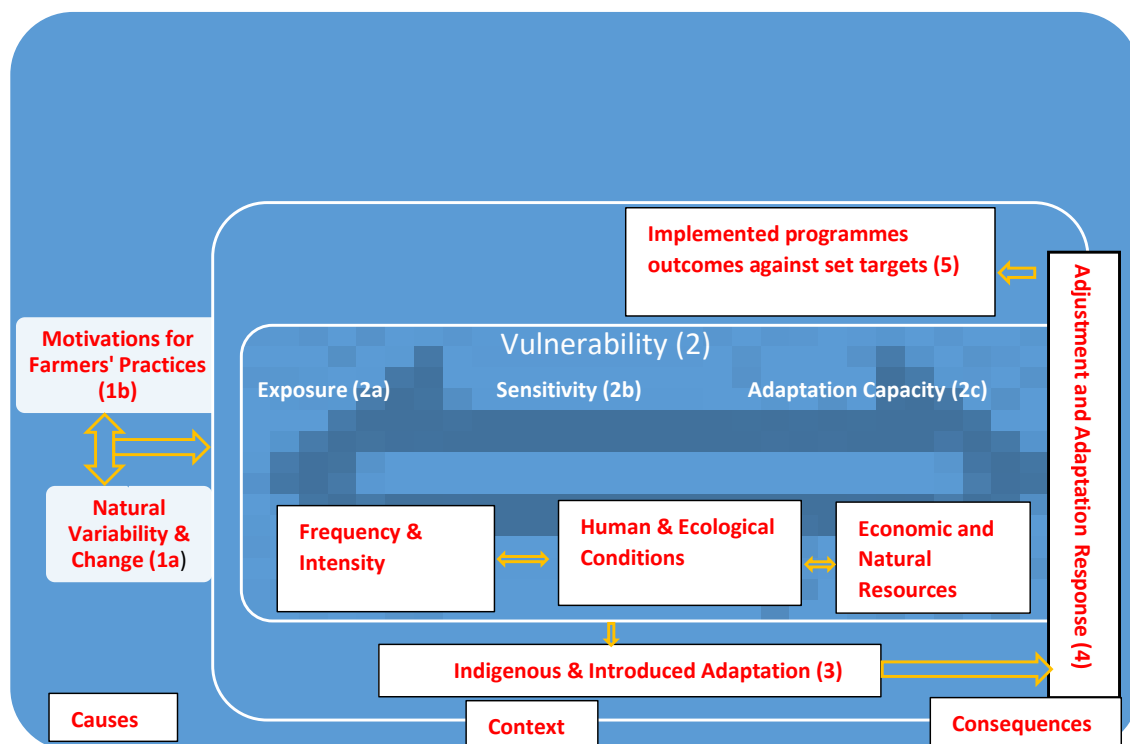 Implemented programmes
outcomes against set targets (5)
Adjustment and Adaptation Response (4)
Motivations for
Farmers' Practices
(1b)
Vulnerability (2)
Exposure (2a)
Sensitivity (2b)
Adaptation Capacity (2c)
Natural
Variability &
Change (1a)
Frequency &
Intensity
Human & Ecological
Conditions
Economic and
Natural
Resources
Indigenous & Introduced Adaptation (3)
Causes
Context
Consequences